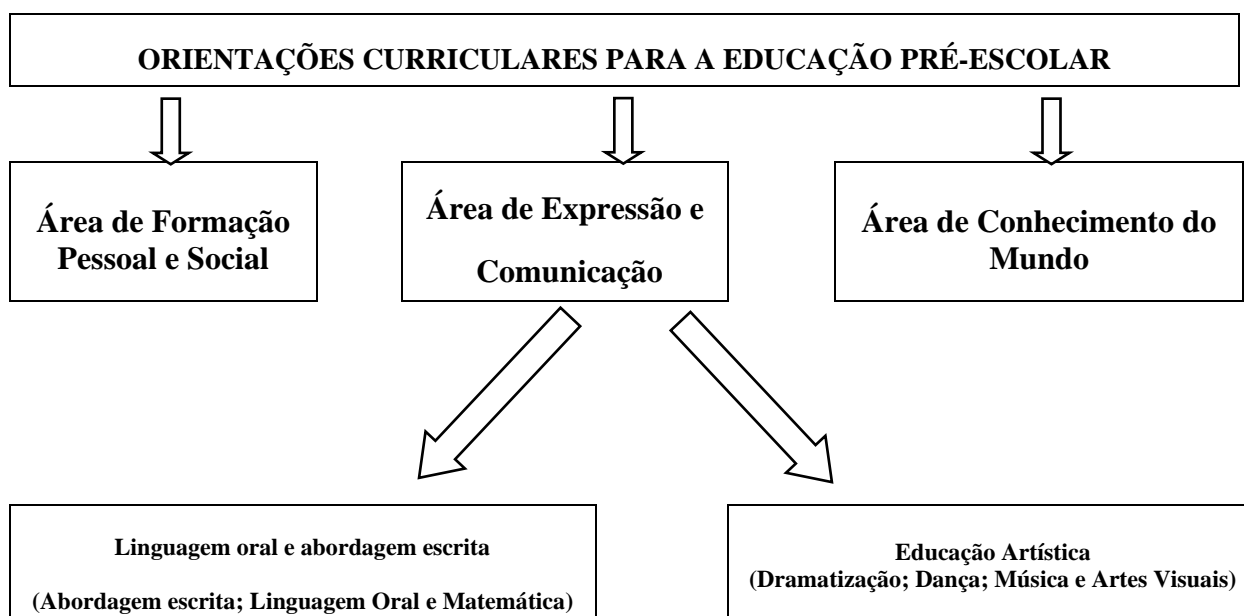 ORIENTAÇÕES CURRICULARES PARA A EDUCAÇÃO PRÉ-ESCOLAR
Área de Formação
Pessoal e Social
Área de Expressão e
Comunicação
Área de Conhecimento do
Mundo
Linguagem oral e abordagem escrita
(Abordagem escrita; Linguagem Oral e Matemática)
Educação Artística
(Dramatização; Dança; Música e Artes Visuais)